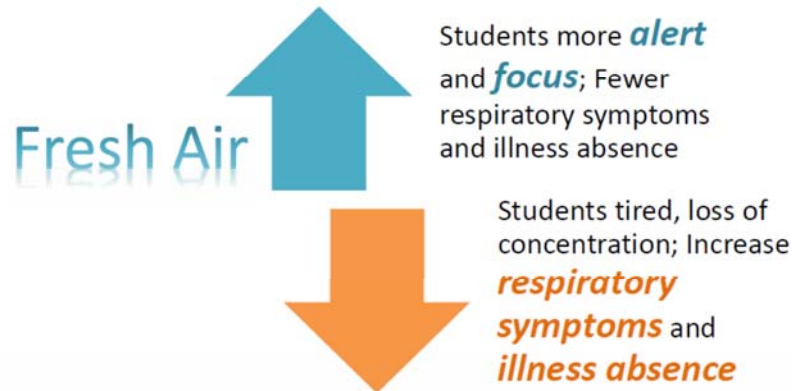 Fresh Air
Students more alert
and focus; Fewer
respiratory symptoms
and illness absence
Students tired, loss of
concentration; Increase
respiratory
symptoms and
illness absence